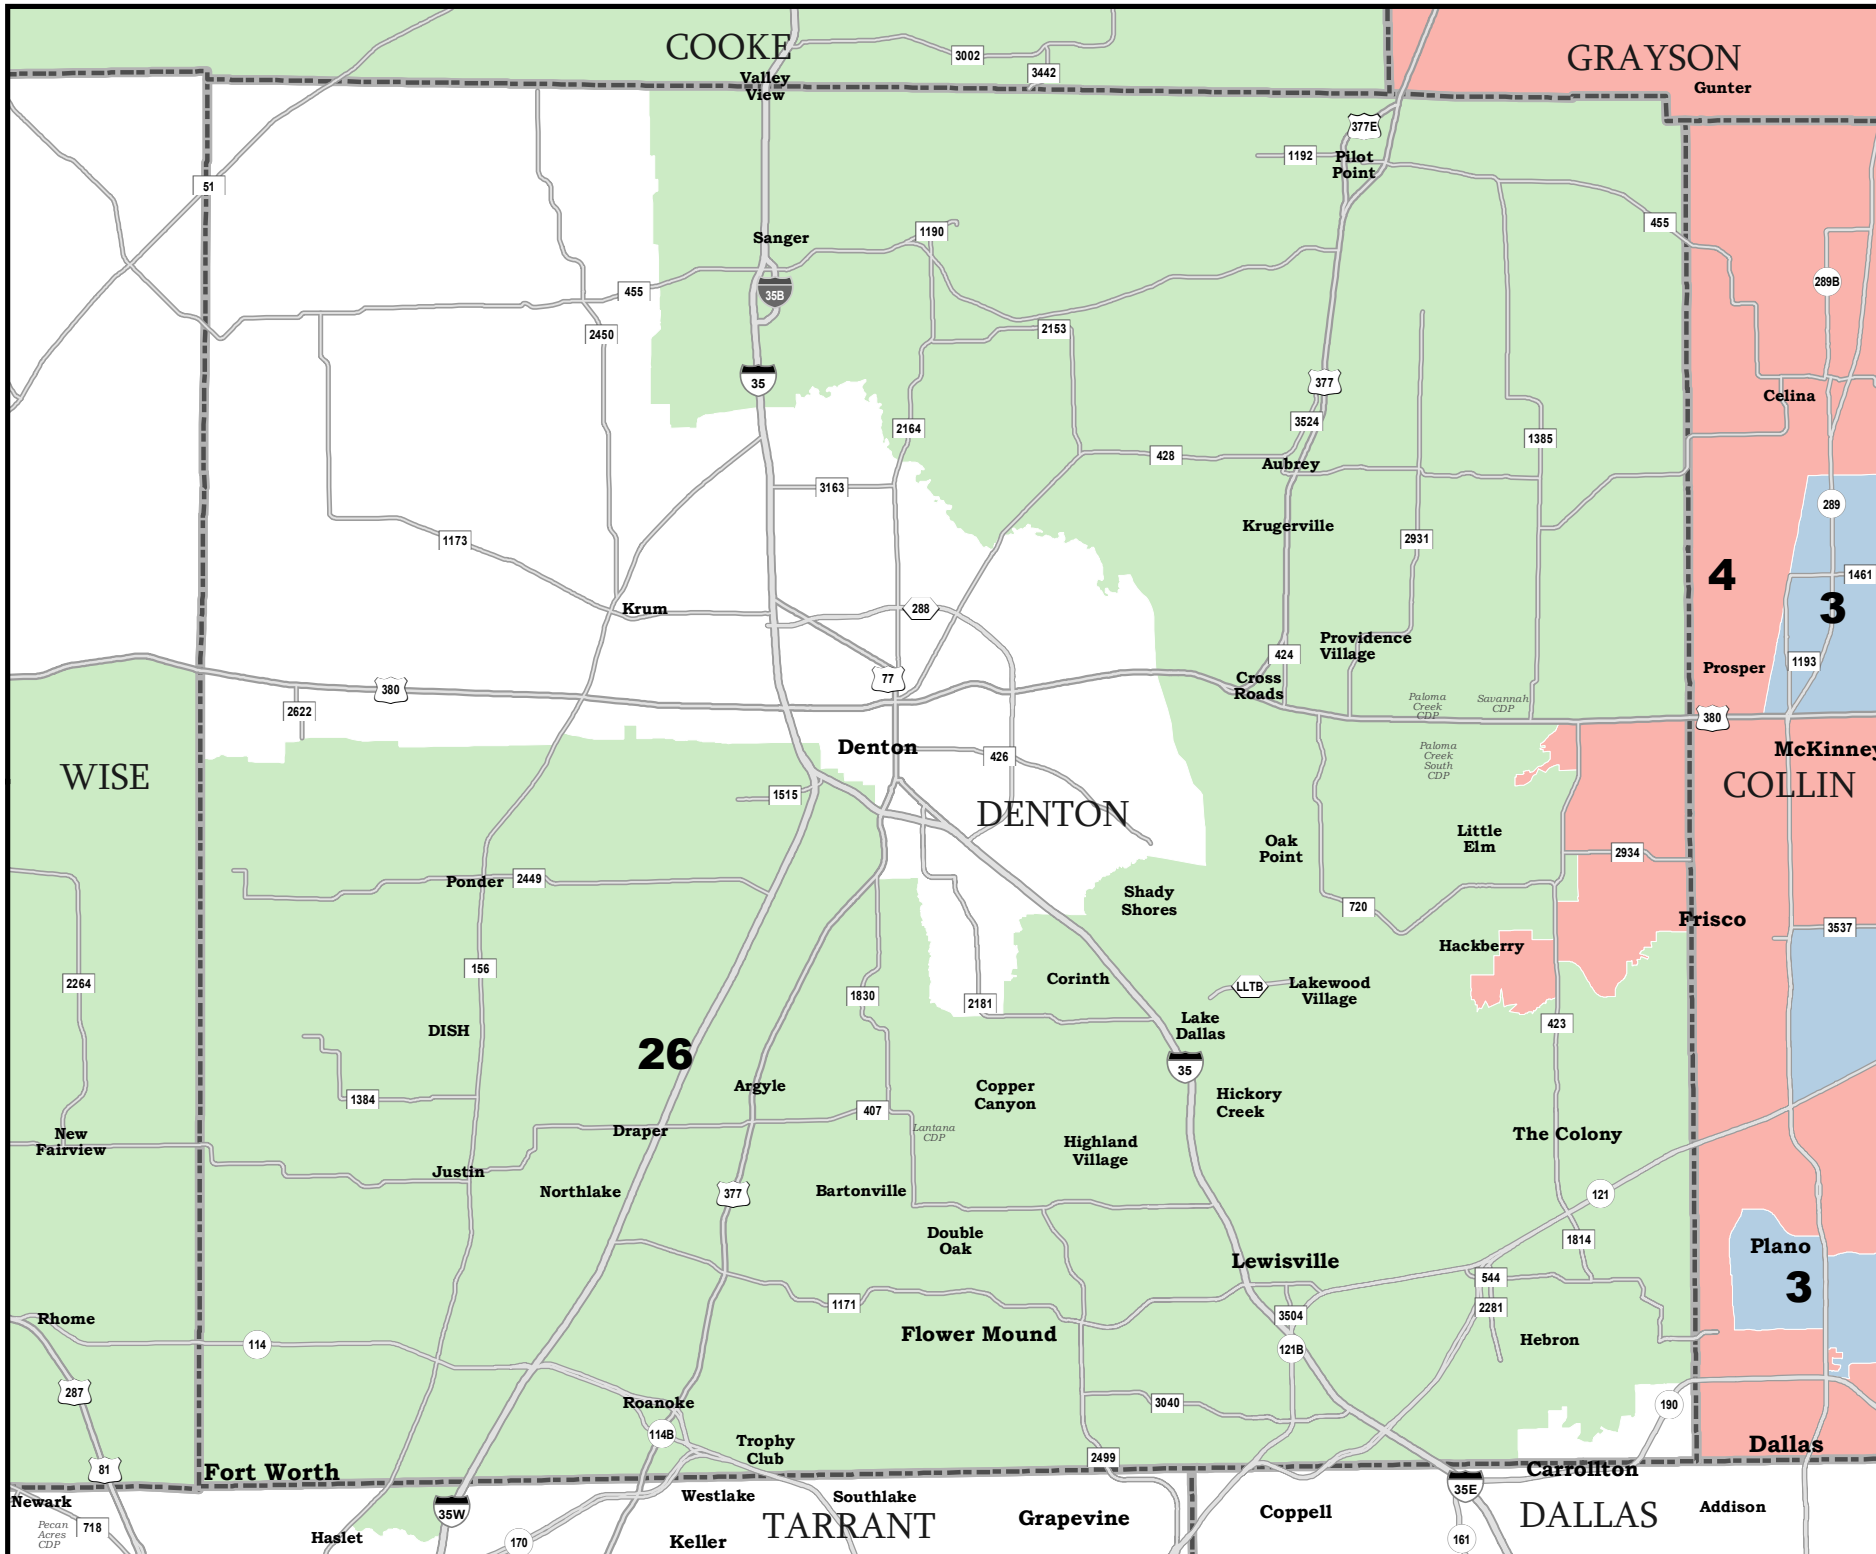 COOKE
GRAYSON
3002
3442
Valley
View
Gunter
377E
1192
Pilot
Point
51
455
1190
Sanger
289B
455
35B
2450
2153
35
377
Celina
3524
2164
1385
428
Aubrey
3163
289
Krugerville
1173
2931
4
1461
3
Krum
288
Providence
Village
424
1193
Prosper
77
Cross
Roads
380
Paloma
Creek
CDP
Savannah
CDP
2622
380
Denton
426
Paloma
Creek
South
CDP
McKinney
WISE
COLLIN
1515
DENTON
Little
Elm
Oak
Point
2934
Ponder
2449
Shady
Shores
720
Frisco
3537
Hackberry
156
2264
Corinth
LLTB
Lakewood
Village
1830
2181
DISH
Lake
Dallas
423
26
35
Argyle
Copper
Canyon
Hickory
Creek
1384
407
New
Fairview
Draper
Lantana
CDP
The Colony
Highland
Village
Justin
Northlake
377
Bartonville
121
Double
Oak
1814
Plano
Lewisville
544
3
1171
2281
3504
Rhome
Flower Mound
Hebron
114
121B
287
Roanoke
3040
190
114B
Trophy
Club
Dallas
2499
81
Fort Worth
Carrollton
35E
Newark
Westlake
Southlake
35W
Addison
Pecan
Acres
CDP
718
Haslet
170
Keller
TARRANT
Grapevine
Coppell
DALLAS
161